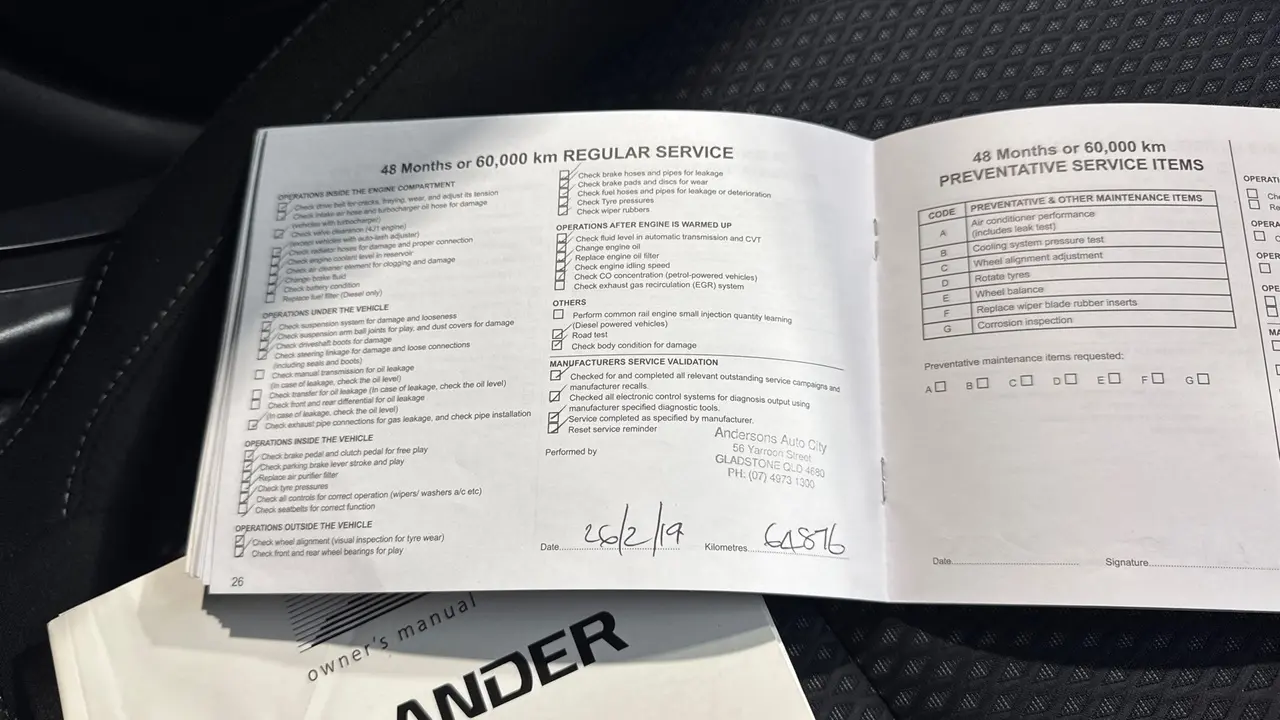 48 Months or 60,000 km REGULAR SERVICE
OPERATIONS INSIDE THE ENGINE COMPARTMENT
Check drive belt for cracks, fraying, wear, and adjust its tension
Check intake air hose and turbocharger oil hose for damage
(vehicles with turbocharger)
Check valve clearance (4J1 engine)
(except vehicles with auto-lash adjuster)
Check radiator hoses for damage and proper connection
Check engine coolant level in reservoir
Check air cleaner element for clogging and damage
Change brake fluid
Check battery condition
Replace fuel filter (Diesel only)
OPERATIONS UNDER THE VEHICLE
Check suspension system for damage and looseness
Check suspension arm ball joints for play, and dust covers for damage
Check driveshaft boots for damage
Check steering linkage for damage and loose connections
(including seals and boots)
Check manual transmission for oil leakage
(In case of leakage, check the oil level)
Check transfer for oil leakage (In case of leakage, check the oil level)
Check front and rear differential for oil leakage
(In case of leakage, check the oil level)
Check exhaust pipe connections for gas leakage, and check pipe installation
OPERATIONS INSIDE THE VEHICLE
Check brake pedal and clutch pedal for free play
Check parking brake lever stroke and play
Replace air purifier filter
Check tyre pressures
Check all controls for correct operation (wipers/ washers a/c etc)
Check seatbelts for correct function
OPERATIONS OUTSIDE THE VEHICLE
Check wheel alignment (visual inspection for tyre wear)
Check front and rear wheel bearings for play
26
Check brake hoses and pipes for leakage
Check brake pads and discs for wear
Check fuel hoses and pipes for leakage or deterioration
Check Tyre pressures
Check wiper rubbers
OPERATIONS AFTER ENGINE IS WARMED UP
Check fluid level in automatic transmission and CVT
Change engine oil
Replace engine oil filter
Check engine idling speed
Check CO concentration (petrol-powered vehicles)
Check exhaust gas recirculation (EGR) system
OTHERS
Perform common rail engine small injection quantity learning
(Diesel powered vehicles)
Road test
Check body condition for damage
MANUFACTURERS SERVICE VALIDATION
Checked for and completed all relevant outstanding service campaigns and
manufacturer recalls.
Checked all electronic control systems for diagnosis output using
manufacturer specified diagnostic tools.
Service completed as specified by manufacturer.
Reset service reminder
Performed by
Andersons Auto City
56 Yarroon Street
GLADSTONE QLD 4680
PH: (07) 4973 1300
Date 26/2/19 Kilometres 64876
48 Months or 60,000 km
PREVENTATIVE SERVICE ITEMS
CODE PREVENTATIVE & OTHER MAINTENANCE ITEMS
A Air conditioner performance
(includes leak test)
B Cooling system pressure test
C Wheel alignment adjustment
D Rotate tyres
E Wheel balance
F Replace wiper blade rubber inserts
G Corrosion inspection
Preventative maintenance items requested:
A B C D E F G
Date Signature
OPERATI
Ch
Re
OPERA
OPER
OPE
MA
owner's manual
ANDER